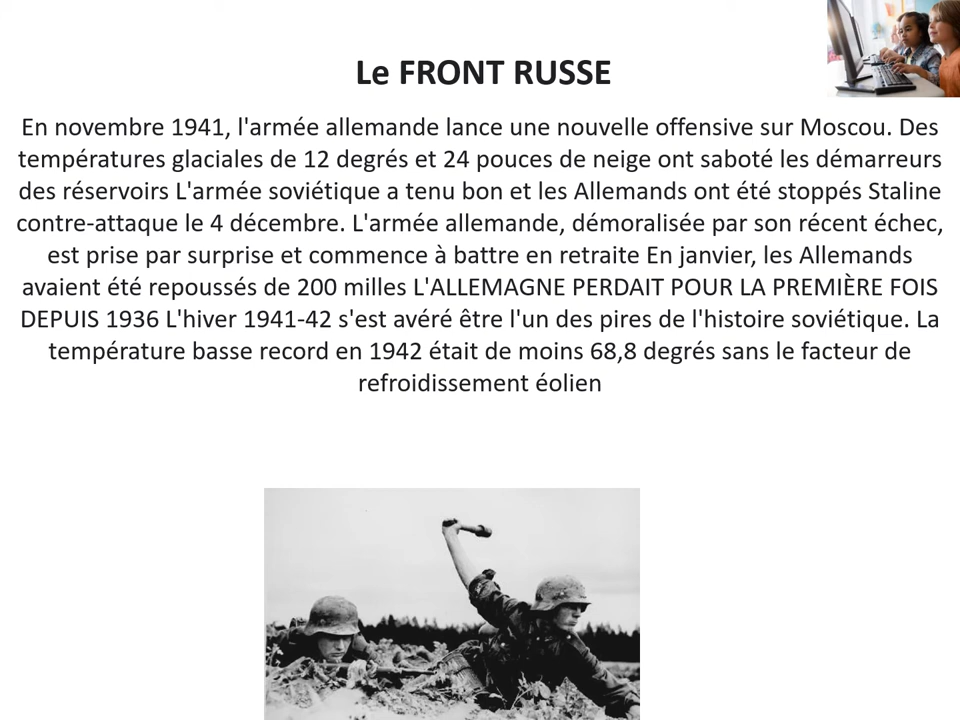 Le FRONT RUSSE
En novembre 1941, l'armée allemande lance une nouvelle offensive sur Moscou. Des
températures glaciales de 12 degrés et 24 pouces de neige ont saboté les démarreurs
des réservoirs L'armée soviétique a tenu bon et les Allemands ont été stoppés Staline
contre-attaque le 4 décembre. L'armée allemande, démoralisée par son récent échec,
est prise par surprise et commence à battre en retraite En janvier, les Allemands
avaient été repoussés de 200 milles L'ALLEMAGNE PERDAIT POUR LA PREMIÈRE FOIS
DEPUIS 1936 L'hiver 1941-42 s'est avéré être l'un des pires de l'histoire soviétique. La
température basse record en 1942 était de moins 68,8 degrés sans le facteur de
refroidissement éolien